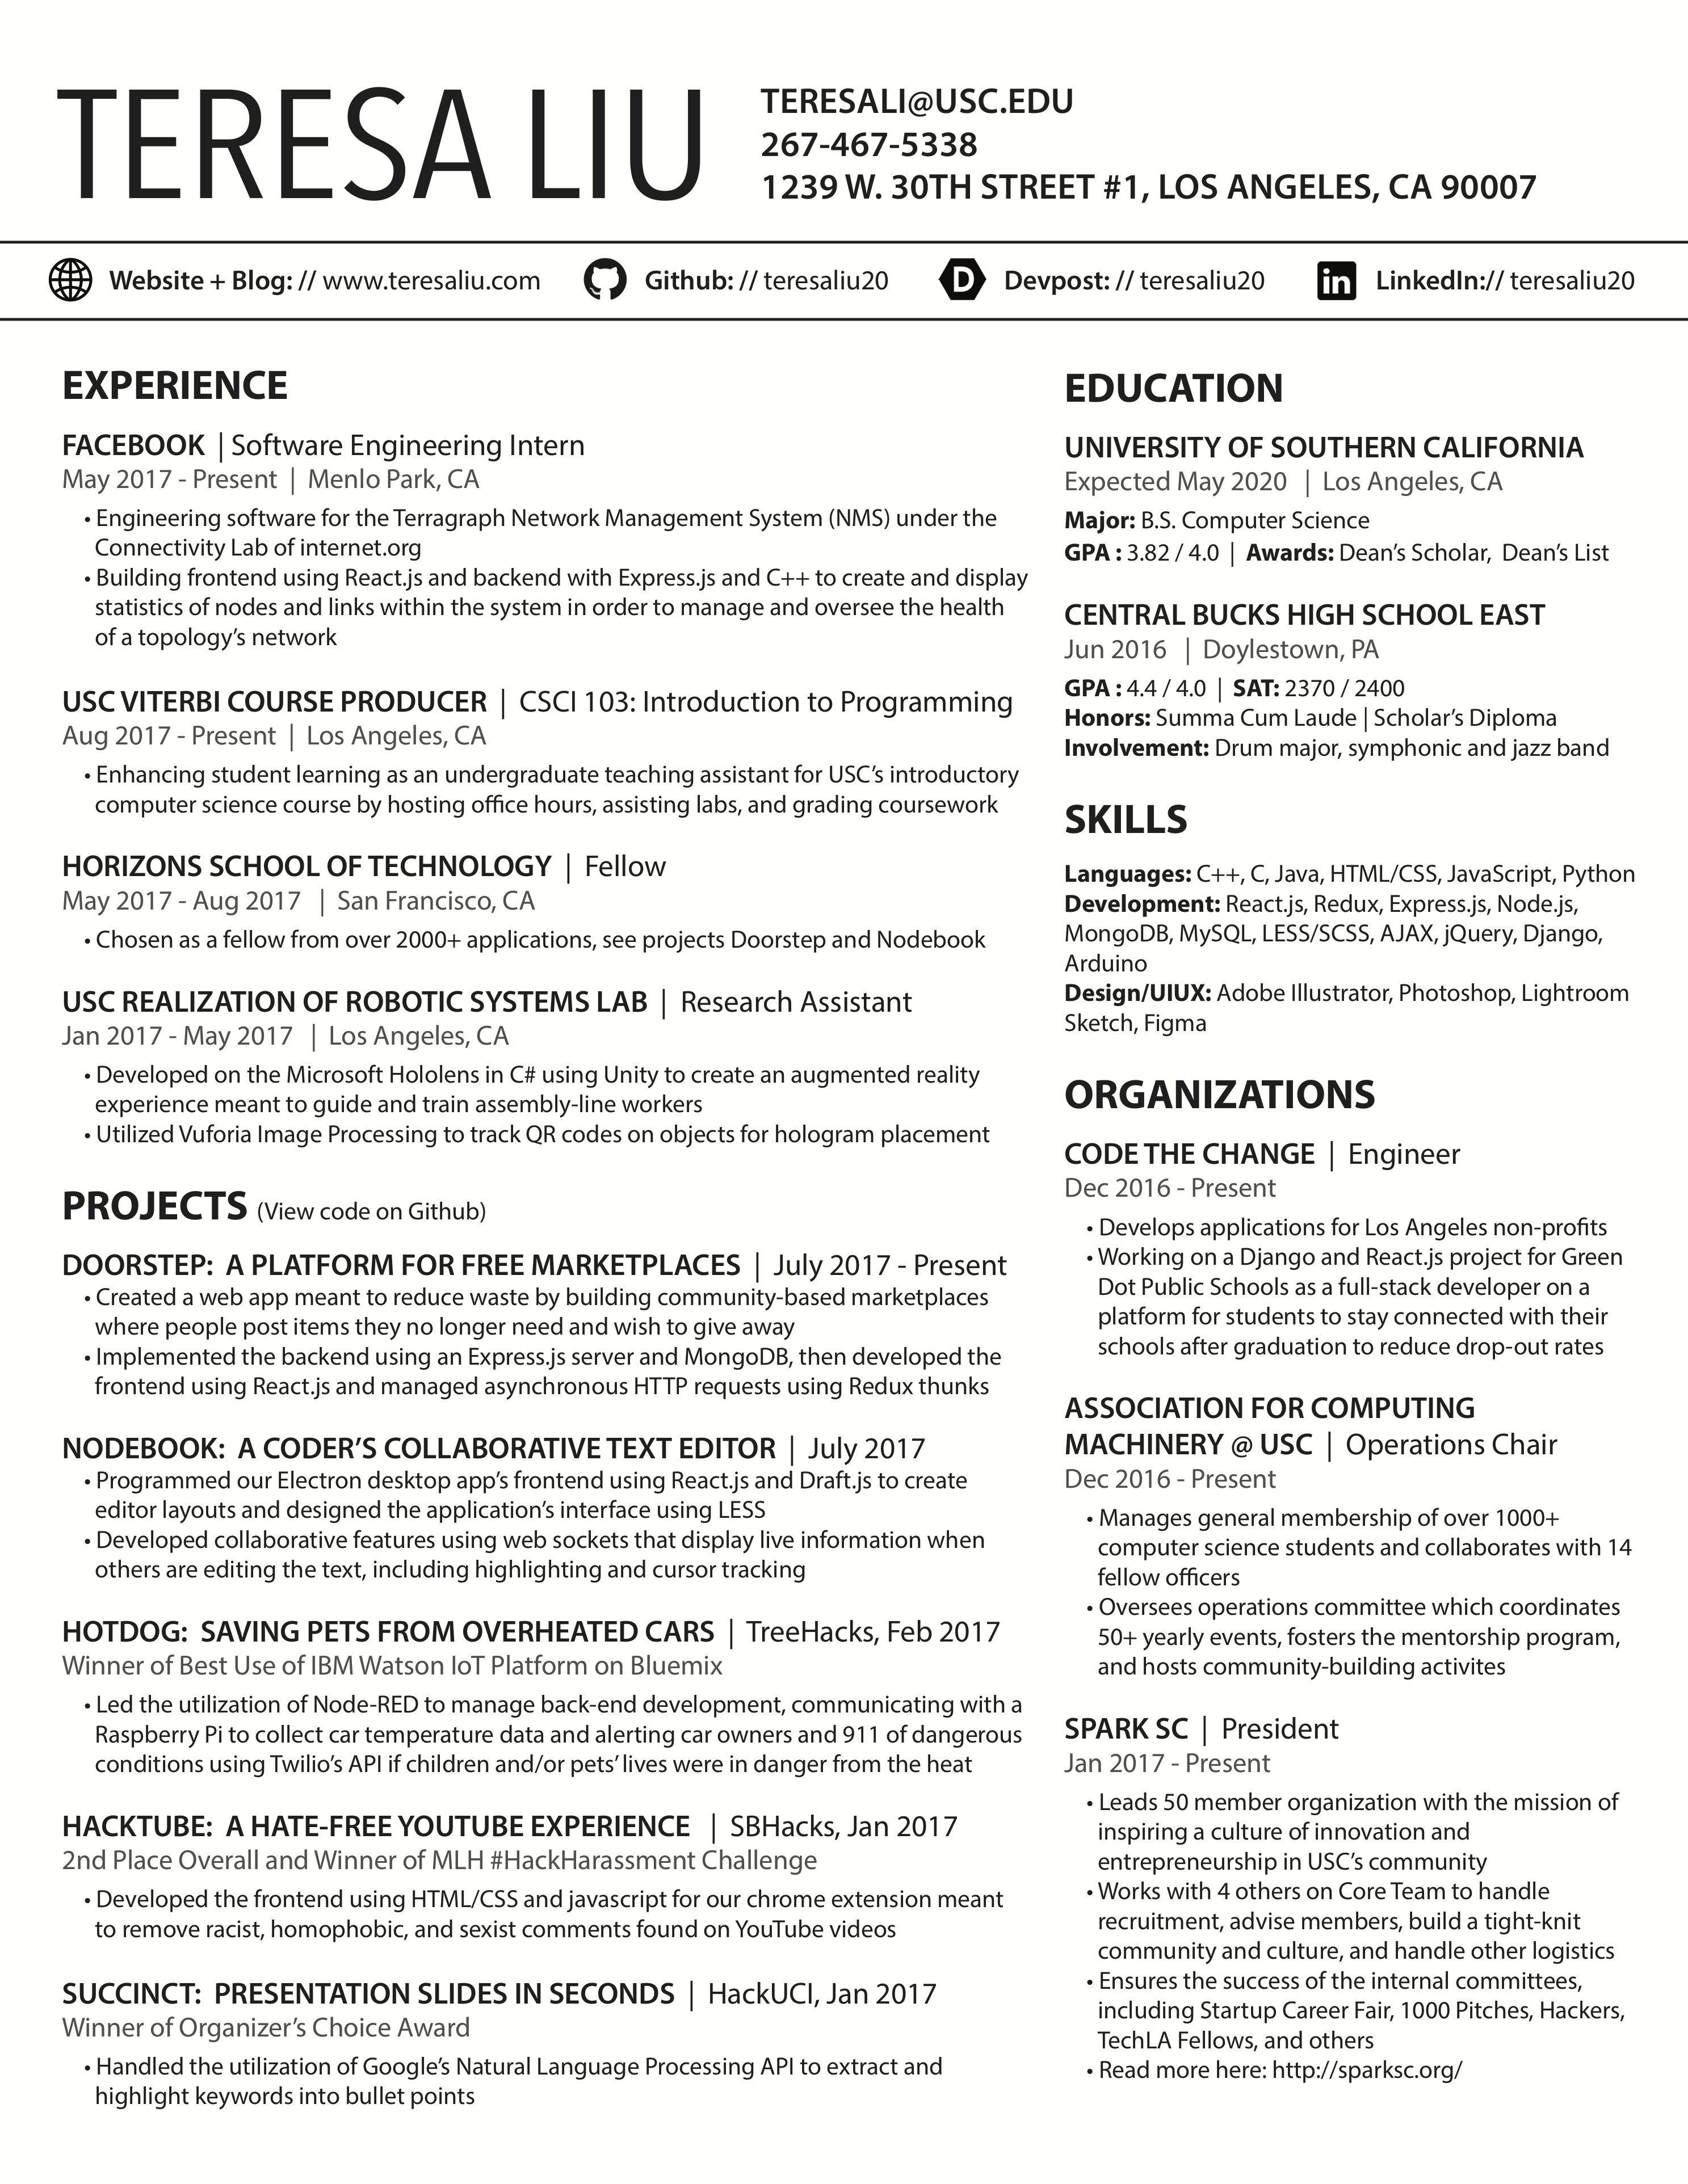 TERESA LIU
TERESALI@USC.EDU
267-467-5338
1239 W. 30TH STREET #1, LOS ANGELES, CA 90007
Website + Blog: // www.teresaliu.com
Github: // teresaliu20
D
Devpost: // teresaliu20
in
LinkedIn:// teresaliu20
EXPERIENCE
FACEBOOK | Software Engineering Intern
May 2017 - Present | Menlo Park, CA
• Engineering software for the Terragraph Network Management System (NMS) under the
Connectivity Lab of internet.org
• Building frontend using React.js and backend with Express.js and C++ to create and display
statistics of nodes and links within the system in order to manage and oversee the health
of a topology's network
USC VITERBI COURSE PRODUCER | CSCI 103: Introduction to Programming
Aug 2017 - Present | Los Angeles, CA
• Enhancing student learning as an undergraduate teaching assistant for USC's introductory
computer science course by hosting office hours, assisting labs, and grading coursework
HORIZONS SCHOOL OF TECHNOLOGY | Fellow
May 2017 - Aug 2017 | San Francisco, CA
• Chosen as a fellow from over 2000+ applications, see projects Doorstep and Nodebook
USC REALIZATION OF ROBOTIC SYSTEMS LAB | Research Assistant
Jan 2017 - May 2017 | Los Angeles, CA
• Developed on the Microsoft Hololens in C# using Unity to create an augmented reality
experience meant to guide and train assembly-line workers
• Utilized Vuforia Image Processing to track QR codes on objects for hologram placement
PROJECTS (View code on Github)
DOORSTEP: A PLATFORM FOR FREE MARKETPLACES | July 2017 - Present
• Created a web app meant to reduce waste by building community-based marketplaces
where people post items they no longer need and wish to give away
• Implemented the backend using an Express.js server and MongoDB, then developed the
frontend using React.js and managed asynchronous HTTP requests using Redux thunks
NODEBOOK: A CODER'S COLLABORATIVE TEXT EDITOR | July 2017
• Programmed our Electron desktop app's frontend using React.js and Draft.js to create
editor layouts and designed the application's interface using LESS
• Developed collaborative features using web sockets that display live information when
others are editing the text, including highlighting and cursor tracking
HOTDOG: SAVING PETS FROM OVERHEATED CARS | TreeHacks, Feb 2017
Winner of Best Use of IBM Watson IoT Platform on Bluemix
• Led the utilization of Node-RED to manage back-end development, communicating with a
Raspberry Pi to collect car temperature data and alerting car owners and 911 of dangerous
conditions using Twilio's API if children and/or pets' lives were in danger from the heat
HACKTUBE: A HATE-FREE YOUTUBE EXPERIENCE | SBHacks, Jan 2017
2nd Place Overall and Winner of MLH #HackHarassment Challenge
• Developed the frontend using HTML/CSS and javascript for our chrome extension meant
to remove racist, homophobic, and sexist comments found on YouTube videos
SUCCINCT: PRESENTATION SLIDES IN SECONDS | HackUCI, Jan 2017
Winner of Organizer's Choice Award
• Handled the utilization of Google's Natural Language Processing API to extract and
highlight keywords into bullet points
EDUCATION
UNIVERSITY OF SOUTHERN CALIFORNIA
Expected May 2020 | Los Angeles, CA
Major: B.S. Computer Science
GPA : 3.82 / 4.0 | Awards: Dean's Scholar, Dean's List
CENTRAL BUCKS HIGH SCHOOL EAST
Jun 2016 | Doylestown, PA
GPA : 4.4 / 4.0 | SAT: 2370 / 2400
Honors: Summa Cum Laude | Scholar's Diploma
Involvement: Drum major, symphonic and jazz band
SKILLS
Languages: C++, C, Java, HTML/CSS, JavaScript, Python
Development: React.js, Redux, Express.js, Node.js,
MongoDB, MySQL, LESS/SCSS, AJAX, jQuery, Django,
Arduino
Design/UIUX: Adobe Illustrator, Photoshop, Lightroom
Sketch, Figma
ORGANIZATIONS
CODE THE CHANGE | Engineer
Dec 2016 - Present
• Develops applications for Los Angeles non-profits
• Working on a Django and React.js project for Green
Dot Public Schools as a full-stack developer on a
platform for students to stay connected with their
schools after graduation to reduce drop-out rates
ASSOCIATION FOR COMPUTING
MACHINERY @ USC | Operations Chair
Dec 2016 - Present
• Manages general membership of over 1000+
computer science students and collaborates with 14
fellow officers
• Oversees operations committee which coordinates
50+ yearly events, fosters the mentorship program,
and hosts community-building activites
SPARK SC | President
Jan 2017 - Present
• Leads 50 member organization with the mission of
inspiring a culture of innovation and
entrepreneurship in USC's community
• Works with 4 others on Core Team to handle
recruitment, advise members, build a tight-knit
community and culture, and handle other logistics
• Ensures the success of the internal committees,
including Startup Career Fair, 1000 Pitches, Hackers,
TechLA Fellows, and others
• Read more here: http://sparksc.org/